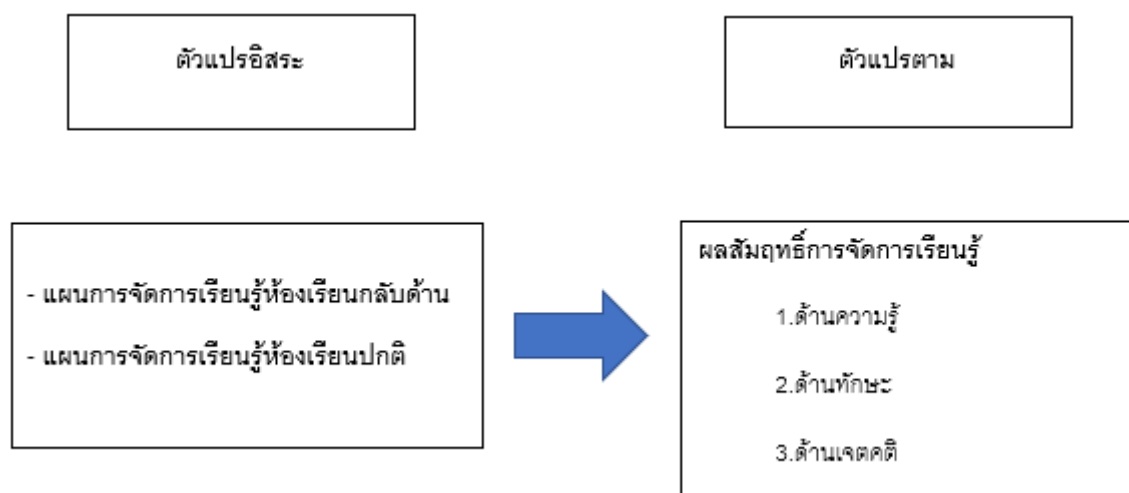 ตัวแปรอิสระ
ตัวแปรตาม
- แผนการจัดการเรียนรู้ห้องเรียนกลับด้าน
- แผนการจัดการเรียนรู้ห้องเรียนปกติ
ผลสัมฤทธิ์การจัดการเรียนรู้
1.ด้านความรู้
2.ด้านทักษะ
3.ด้านเจตคติ